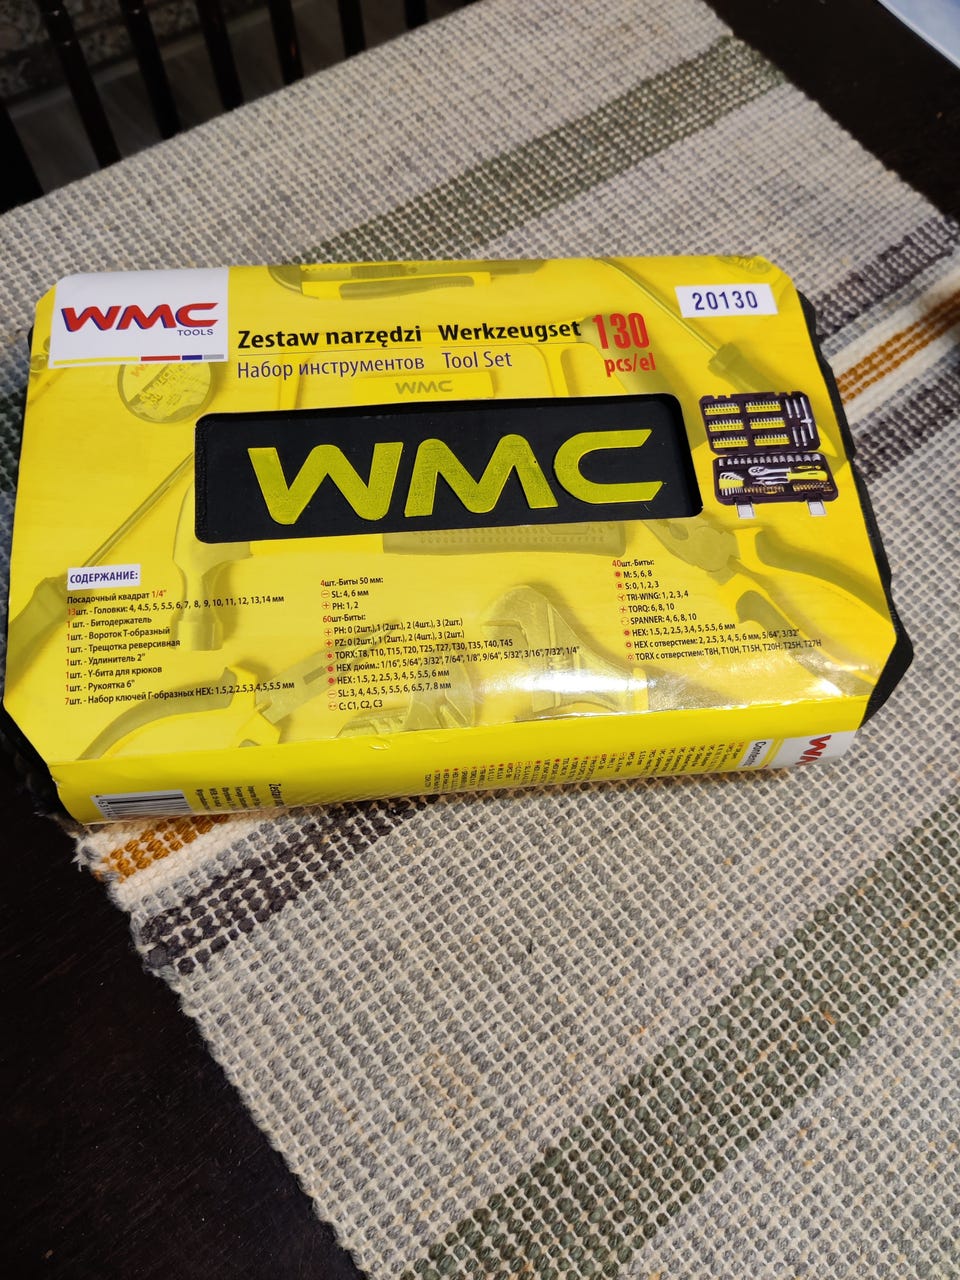 WMC
TOOLS
Zestaw narzędzi Werkzeugset 130
Набор инструментов Tool Set pcs/el
20130
WMC
WMC
СОДЕРЖАНИЕ:
Посадочный квадрат 1/4"
13шт. - Головки: 4, 4.5, 5, 5.5, 6, 7, 8, 9, 10, 11, 12, 13,14 мм
1 шт. - Битодержатель
1шт. - Вороток Т-образный
1шт. - Трещотка реверсивная
1шт. - Удлинитель 2"
1шт. - Y-бита для крюков
1шт. - Рукоятка 6"
7шт. - Набор ключей Г-образных HEX: 1.5,2,2.5,3,4,5,5.5 мм
4шт.-Биты 50 мм:
SL: 4, 6 мм
PH: 1, 2
60шт-Биты:
PH: 0 (2шт.),1 (2шт.), 2 (4шт.), 3 (2шт.)
PZ: 0 (2шт.), 1 (2шт.), 2 (4шт.), 3 (2шт.)
TORX: T8, T10, T15, T20, T25, T27, T30, T35, T40, T45
HEX дюйм.: 1/16", 5/64", 3/32", 7/64", 1/8", 9/64", 5/32", 3/16", 7/32", 1/4"
HEX: 1.5, 2, 2.5, 3, 4, 5, 5.5, 6 мм
SL: 3, 4, 4.5, 5, 5.5, 6, 6.5, 7, 8 мм
C: C1, C2, C3
40шт.-Биты:
M: 5, 6, 8
S: 0, 1, 2, 3
TRI-WING: 1, 2, 3, 4
TORQ: 6, 8, 10
SPANNER: 4, 6, 8, 10
HEX: 1.5, 2, 2.5, 3, 4, 5, 5.5, 6 мм
HEX с отверстием: 2, 2.5, 3, 4, 5, 6 мм, 5/64", 3/32"
TORX с отверстием: T8H, T10H, T15H, T20H, T25H, T27H